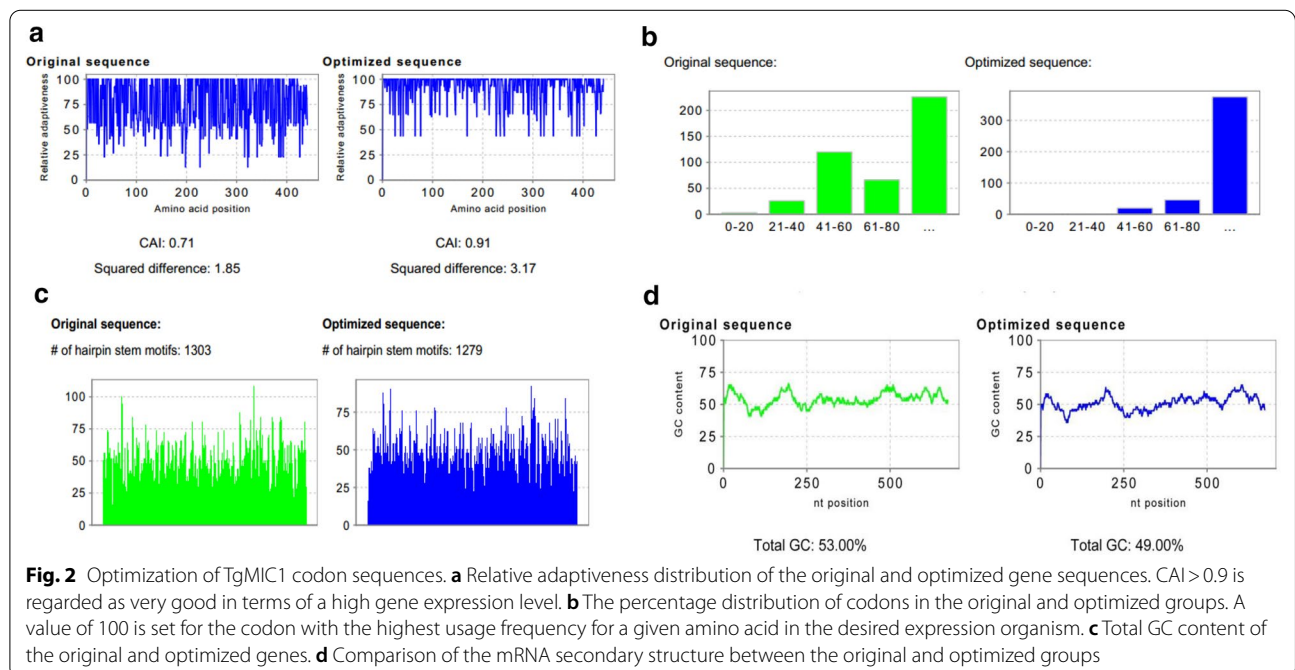 a
Original sequence
Relative adaptiveness
100
75
50
25
0
0 100 200 300 400
Amino acid position
CAI: 0.71
Squared difference: 1.85
Optimized sequence
Relative adaptiveness
100
75
50
25
0
0 100 200 300 400
Amino acid position
CAI: 0.91
Squared difference: 3.17
b
Original sequence:
200
150
100
50
0
0-20 21-40 41-60 61-80 ...
Optimized sequence:
300
200
100
0
0-20 21-40 41-60 61-80 ...
c
Original sequence:
# of hairpin stem motifs: 1303
100
75
50
25
0
Optimized sequence:
# of hairpin stem motifs: 1279
75
50
25
0
d
Original sequence
GC content
100
75
50
25
0
0 250 500
nt position
Total GC: 53.00%
Optimized sequence
GC content
100
75
50
25
0
0 250 500
nt position
Total GC: 49.00%
Fig. 2 Optimization of TgMIC1 codon sequences. a Relative adaptiveness distribution of the original and optimized gene sequences. CAI > 0.9 is
regarded as very good in terms of a high gene expression level. b The percentage distribution of codons in the original and optimized groups. A
value of 100 is set for the codon with the highest usage frequency for a given amino acid in the desired expression organism. c Total GC content of
the original and optimized genes. d Comparison of the mRNA secondary structure between the original and optimized groups